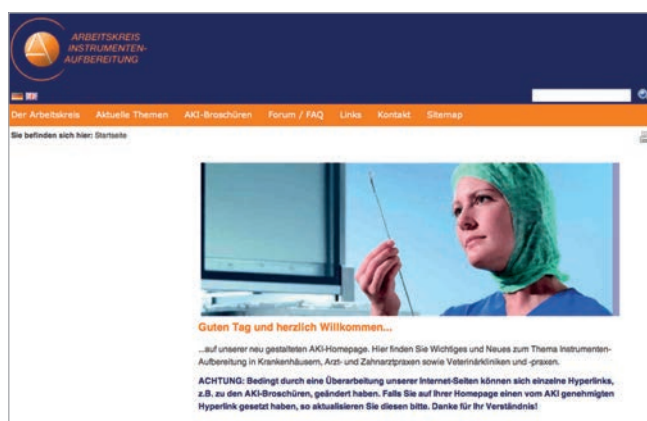 ARBEITSKREIS
INSTRUMENTEN-
AUFBEREITUNG
Der Arbeitskreis Aktuelle Themen AKI-Broschüren Forum / FAQ Links Kontakt Sitemap
Sie befinden sich hier: Startseite
Guten Tag und herzlich Willkommen...
...auf unserer neu gestalteten AKI-Homepage. Hier finden Sie Wichtiges und Neues zum Thema Instrumenten-
Aufbereitung in Krankenhäusern, Arzt- und Zahnarztpraxen sowie Veterinärkliniken und -praxen.
ACHTUNG: Bedingt durch eine Überarbeitung unserer Internet-Seiten können sich einzelne Hyperlinks,
z.B. zu den AKI-Broschüren, geändert haben. Falls Sie auf Ihrer Homepage einen vom AKI genehmigten
Hyperlink gesetzt haben, so aktualisieren Sie diesen bitte. Danke für Ihr Verständnis!